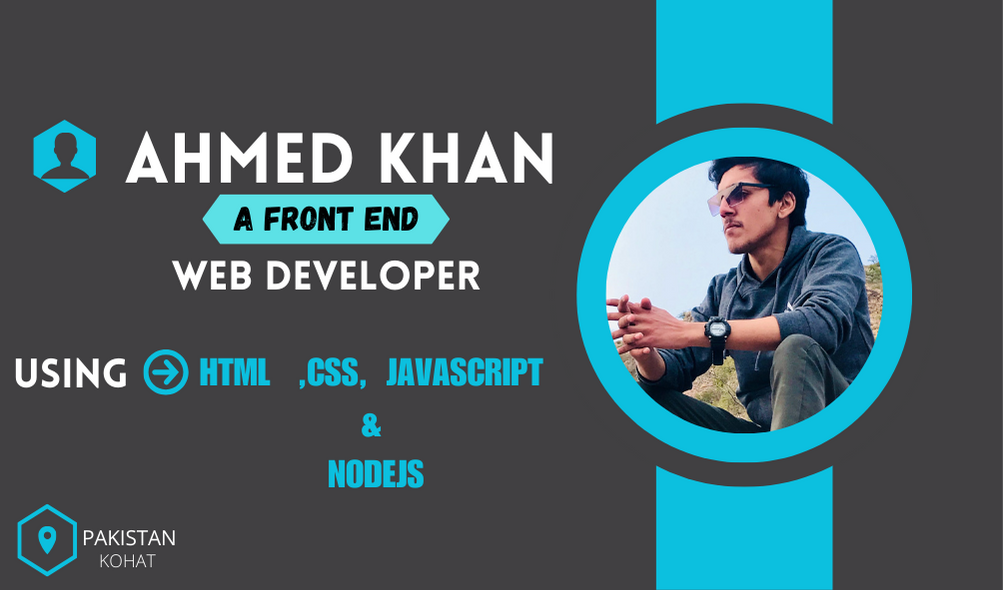 AHMED KHAN
A FRONT END
WEB DEVELOPER
USING HTML ,CSS, JAVASCRIPT
&
NODEJS
PAKISTAN
KOHAT